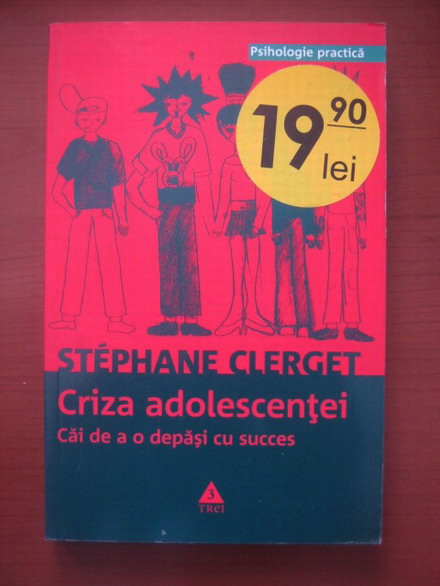 Psihologie practică
19 90
lei
STÉPHANE CLERGET
Criza adolescenţei
Căi de a o depăşi cu succes
3
TREI